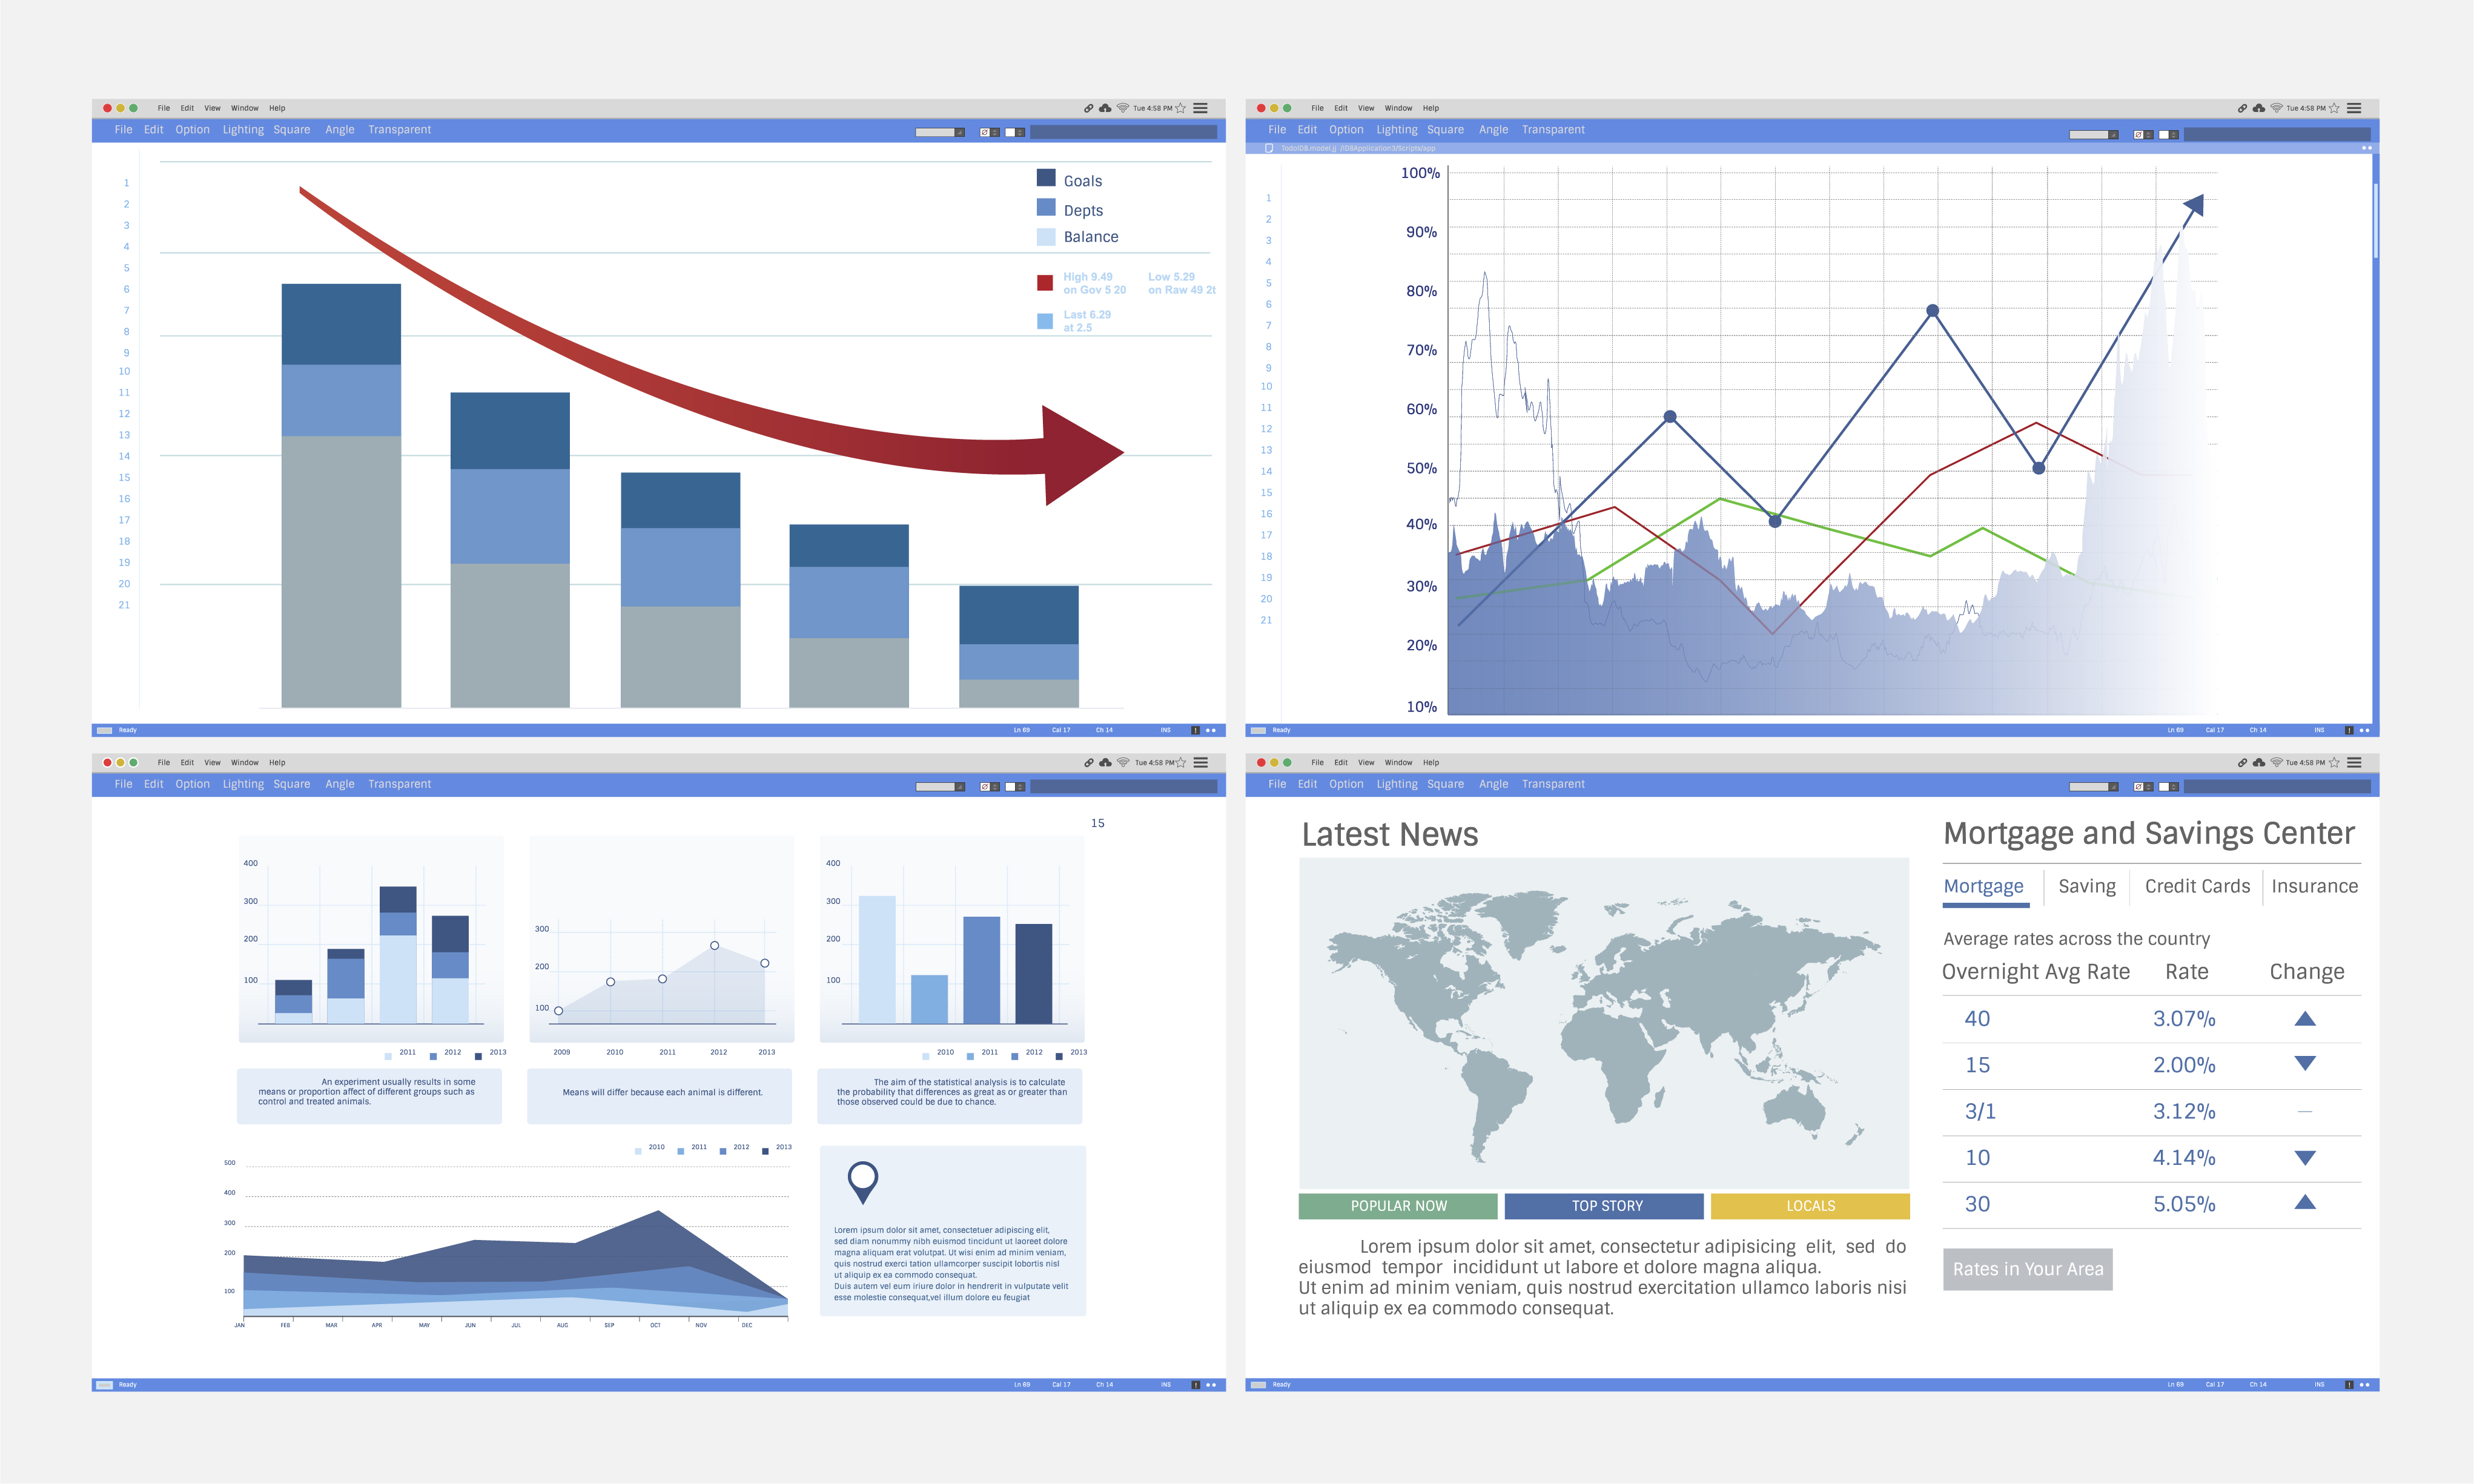 File Edit View Window Help Tue 4:58 PM
File Edit Option Lighting Square Angle Transparent
1
2
3
4
5
6
7
8
9
10
11
12
13
14
15
16
17
18
19
20
21
Goals
Depts
Balance
High 9.49 Low 5.29
on Gov 5 20 on Raw 49 2t
Last 6.29
at 2.5
Ready Ln 69 Cal 17 Ch 14 INS !
File Edit View Window Help Tue 4:58 PM
File Edit Option Lighting Square Angle Transparent
TodoiDB.model.jj /iDBApplication3/ficripts/app
1
2
3
4
5
6
7
8
9
10
11
12
13
14
15
16
17
18
19
20
21
100%
90%
80%
70%
60%
50%
40%
30%
20%
10%
Ready Ln 69 Cal 17 Ch 14 INS !
File Edit View Window Help Tue 4:58 PM
File Edit Option Lighting Square Angle Transparent
15
400
300
200
100
2011 2012 2013
An experiment usually results in some
means or proportion affect of different groups such as
control and treated animals.
300
200
100
2009 2010 2011 2012 2013
Means will differ because each animal is different.
400
300
200
100
2010 2011 2012 2013
The aim of the statistical analysis is to calculate
the probability that differences as great as or greater than
those observed could be due to chance.
2010 2011 2012 2013
500
400
300
200
100
JAN FEB MAR APR MAY JUN JUL AUG SEP OCT NOV DEC
Lorem ipsum dolor sit amet, consectetuer adipiscing elit,
sed diam nonummy nibh euismod tincidunt ut laoreet dolore
magna aliquam erat volutpat. Ut wisi enim ad minim veniam,
quis nostrud exerci tation ullamcorper suscipit lobortis nisl
ut aliquip ex ea commodo consequat.
Duis autem vel eum iriure dolor in hendrerit in vulputate velit
esse molestie consequat,vel illum dolore eu feugiat
Ready Ln 69 Cal 17 Ch 14 INS !
File Edit View Window Help Tue 4:58 PM
File Edit Option Lighting Square Angle Transparent
Latest News
POPULAR NOW TOP STORY LOCALS
Lorem ipsum dolor sit amet, consectetur adipisicing elit, sed do
eiusmod tempor incididunt ut labore et dolore magna aliqua.
Ut enim ad minim veniam, quis nostrud exercitation ullamco laboris nisi
ut aliquip ex ea commodo consequat.
Mortgage and Savings Center
Mortgage Saving Credit Cards Insurance
Average rates across the country
Overnight Avg Rate Rate Change
40 3.07%
15 2.00%
3/1 3.12% —
10 4.14%
30 5.05%
Rates in Your Area
Ready Ln 69 Cal 17 Ch 14 INS !